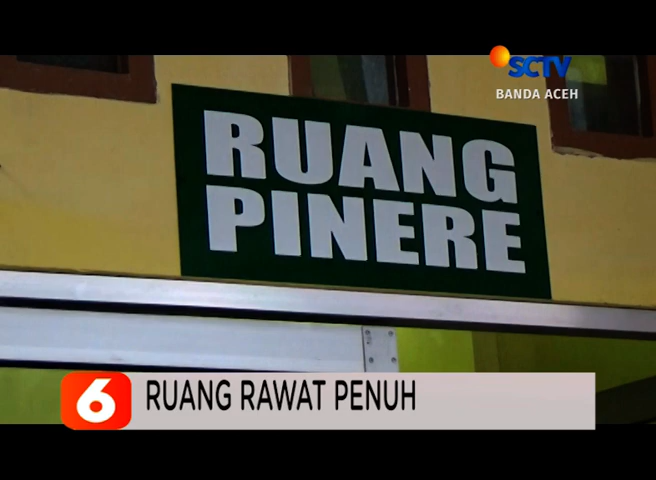 SCTV
BANDA ACEH
RUANG
PINERE
6 RUANG RAWAT PENUH